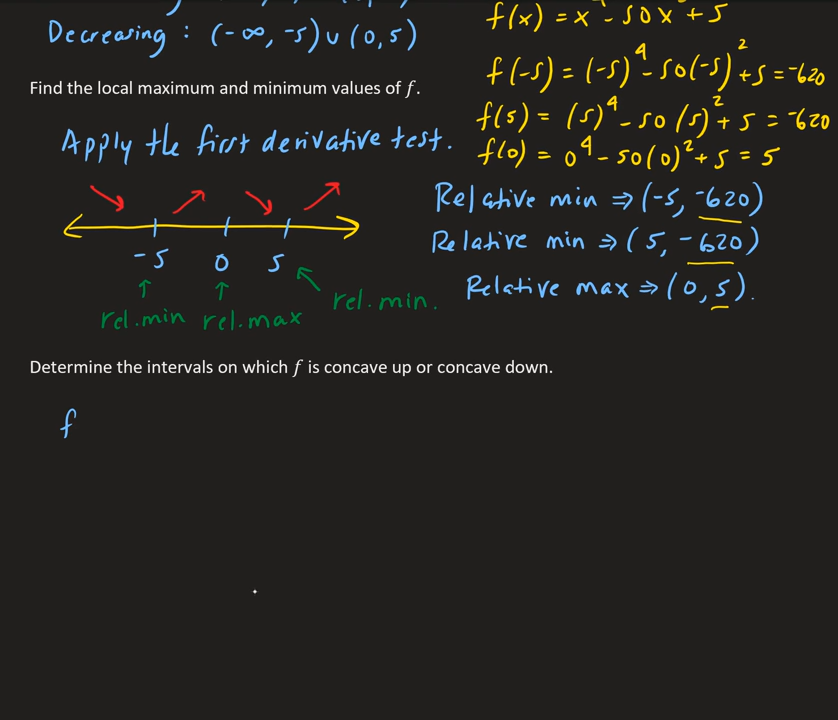 f(x) = x⁴ - 50x² + 5
Decreasing : (-∞, -5) ∪ (0, 5)
f(-5) = (-5)⁴ - 50(-5)² + 5 = -620
Find the local maximum and minimum values of f.
f(5) = (5)⁴ - 50(5)² + 5 = -620
Apply the first derivative test.
f(0) = 0⁴ - 50(0)² + 5 = 5
Relative min ⇒ (-5, -620)
Relative min ⇒ (5, -620)
-5 0 5
Relative max ⇒ (0, 5).
rel.min rel.max rel.min.
Determine the intervals on which f is concave up or concave down.
f